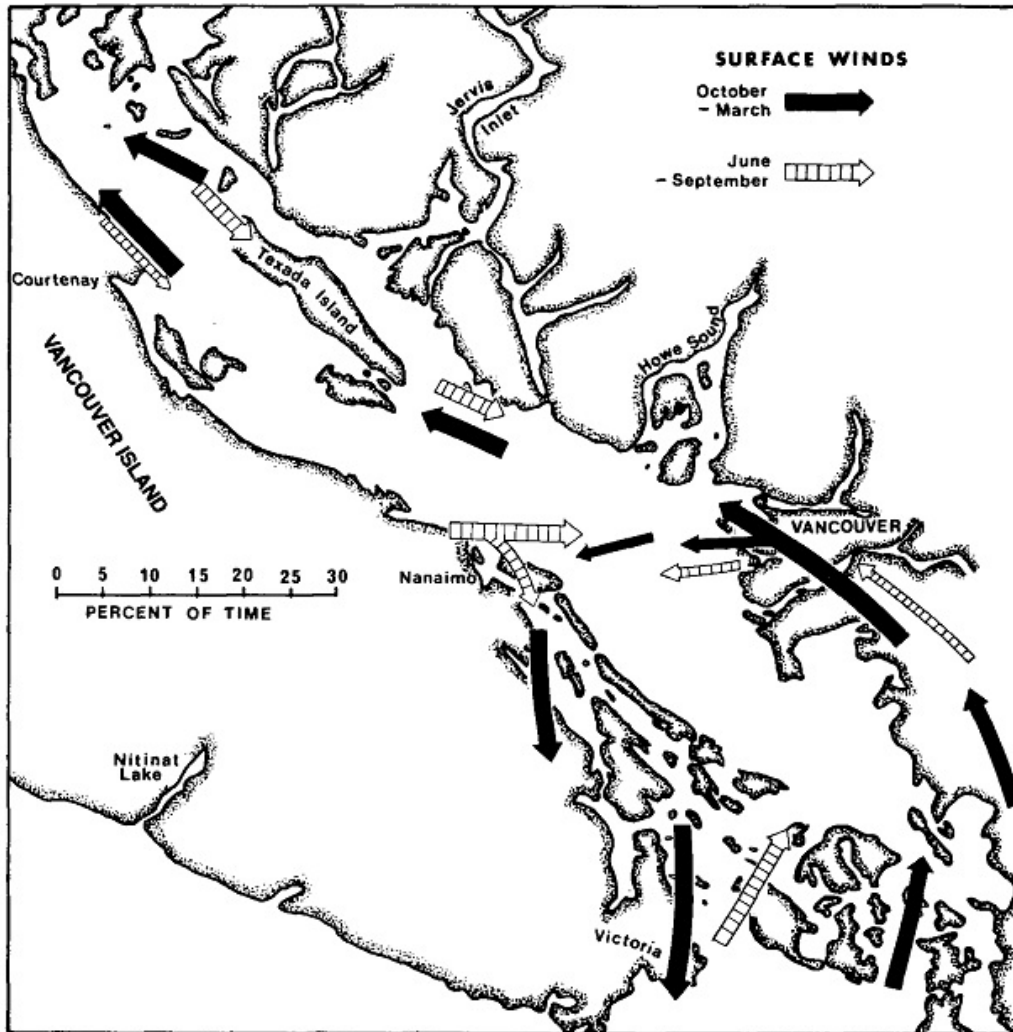 SURFACE WINDS
October
– March
June
– September
Jervis
Inlet
Texada Island
Courtenay
Howe Sound
VANCOUVER ISLAND
VANCOUVER
Nanaimo
0 5 10 15 20 25 30
PERCENT OF TIME
Nitinat
Lake
Victoria